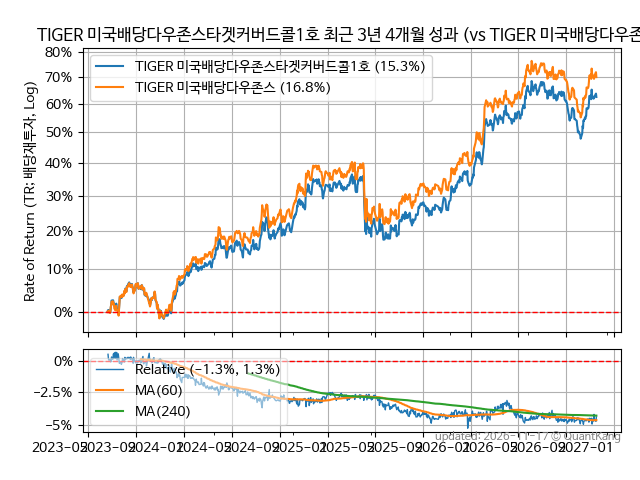 TIGER 미국배당다우존스타겟커버드콜1호 최근 3년 4개월 성과 (vs TIGER 미국배당다우존
80%
70%
60%
50%
40%
30%
20%
10%
0%
Rate of Return (TR: 배당재투자, Log)
TIGER 미국배당다우존스타겟커버드콜1호 (15.3%)
TIGER 미국배당다우존스 (16.8%)
0%
−2.5%
−5%
Relative (−1.3%, 1.3%)
MA(60)
MA(240)
updated: 2026-11-17 © QuantKang
2023-05 2023-09 2024-01 2024-05 2024-09 2025-01 2025-05 2025-09 2026-01 2026-05 2026-09 2027-01